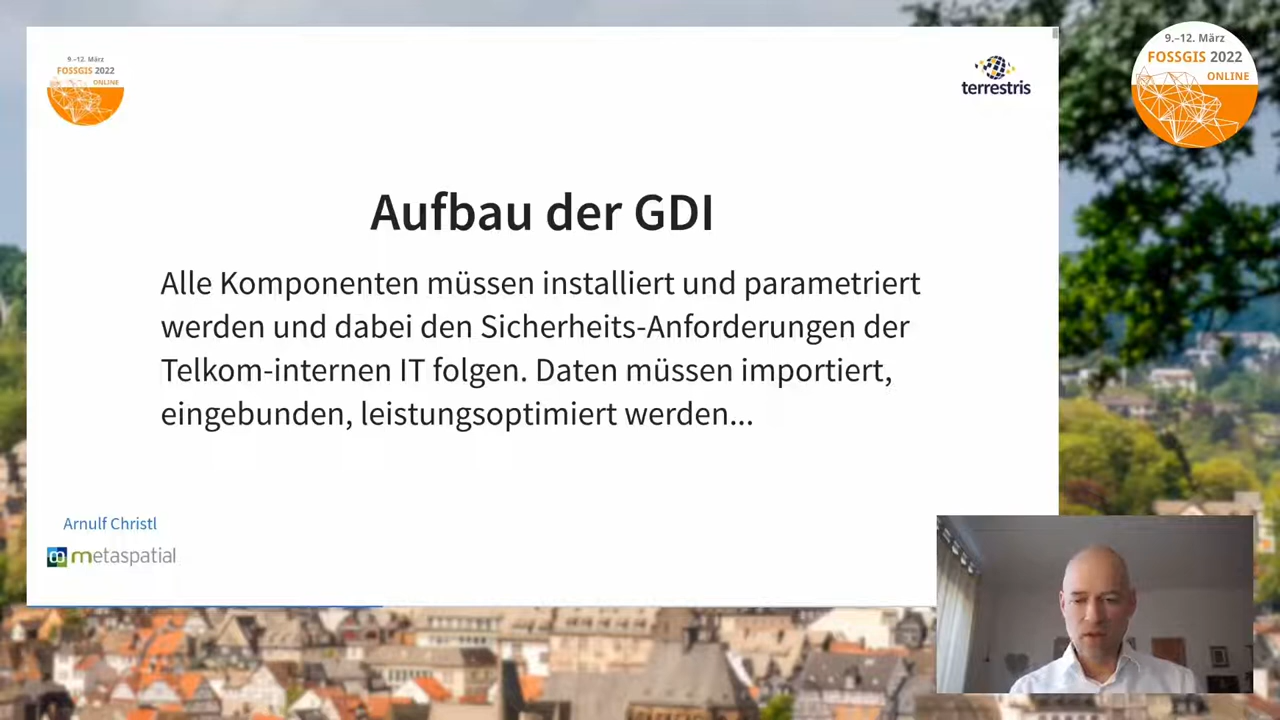 9.–12. März
FOSSGIS 2022
ONLINE
terrestris
9.–12. März
FOSSGIS 2022
ONLINE
Aufbau der GDI
Alle Komponenten müssen installiert und parametriert
werden und dabei den Sicherheits-Anforderungen der
Telkom-internen IT folgen. Daten müssen importiert,
eingebunden, leistungsoptimiert werden...
Arnulf Christl
metaspatial